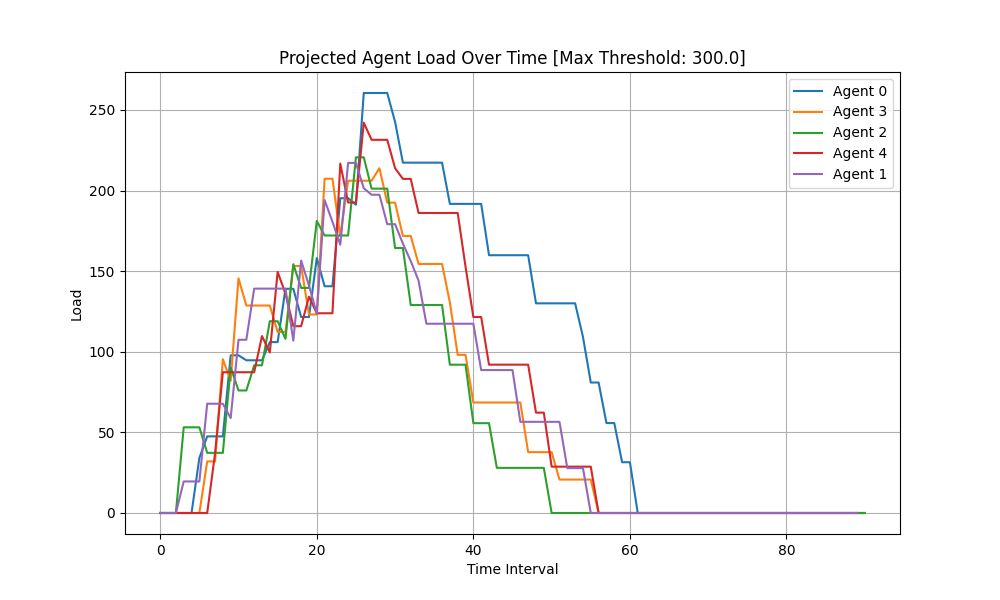 Projected Agent Load Over Time [Max Threshold: 300.0]
Load
250
200
150
100
50
0
0 20 40 60 80
Time Interval
Agent 0
Agent 3
Agent 2
Agent 4
Agent 1